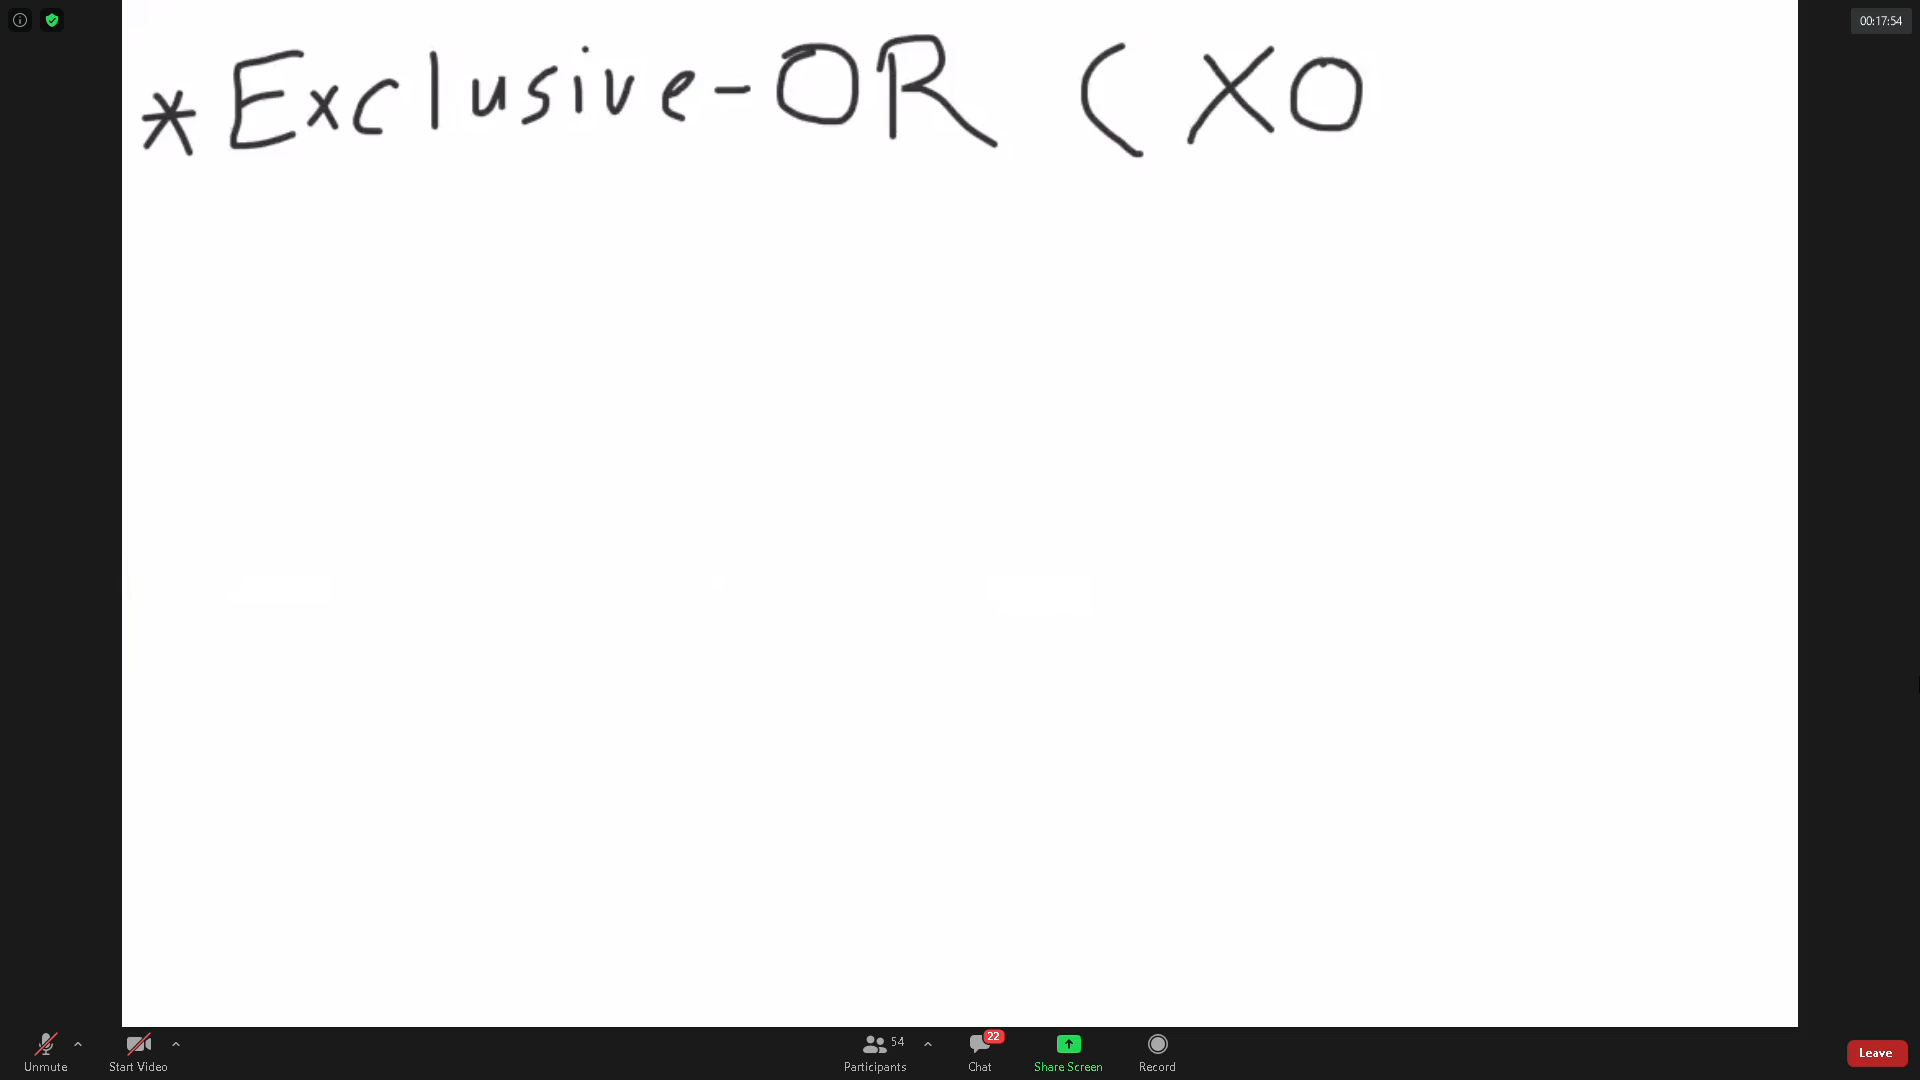 00:17:54
*Exclusive-OR ( XO
Unmute
Start Video
54
Participants
22
Chat
Share Screen
Record
Leave